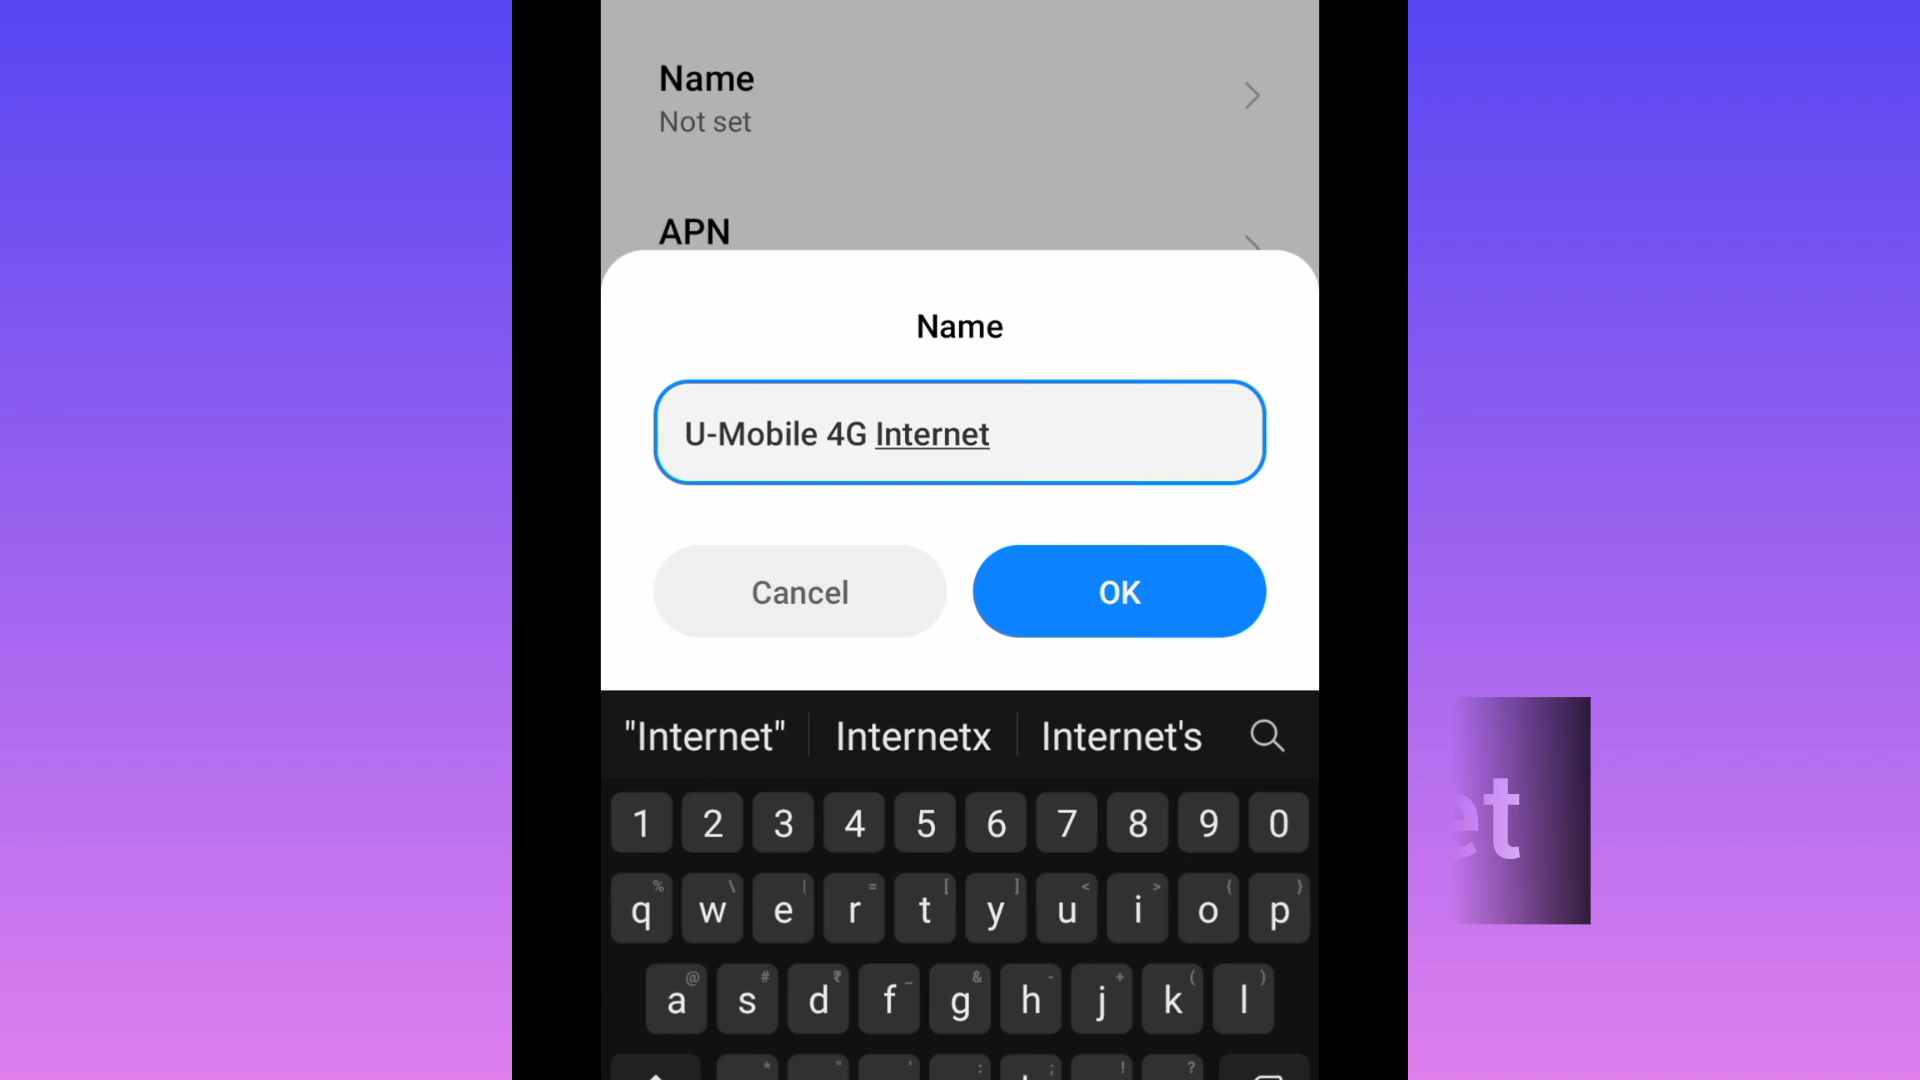 Name
Not set
APN
Name
U-Mobile 4G Internet
Cancel OK
"Internet" Internetx Internet's
1 2 3 4 5 6 7 8 9 0
% \ | = [ ] < > { }
q w e r t y u i o p
@ # ₹ _ & - + ( )
a s d f g h j k l
* " ' : ; ! ?
et